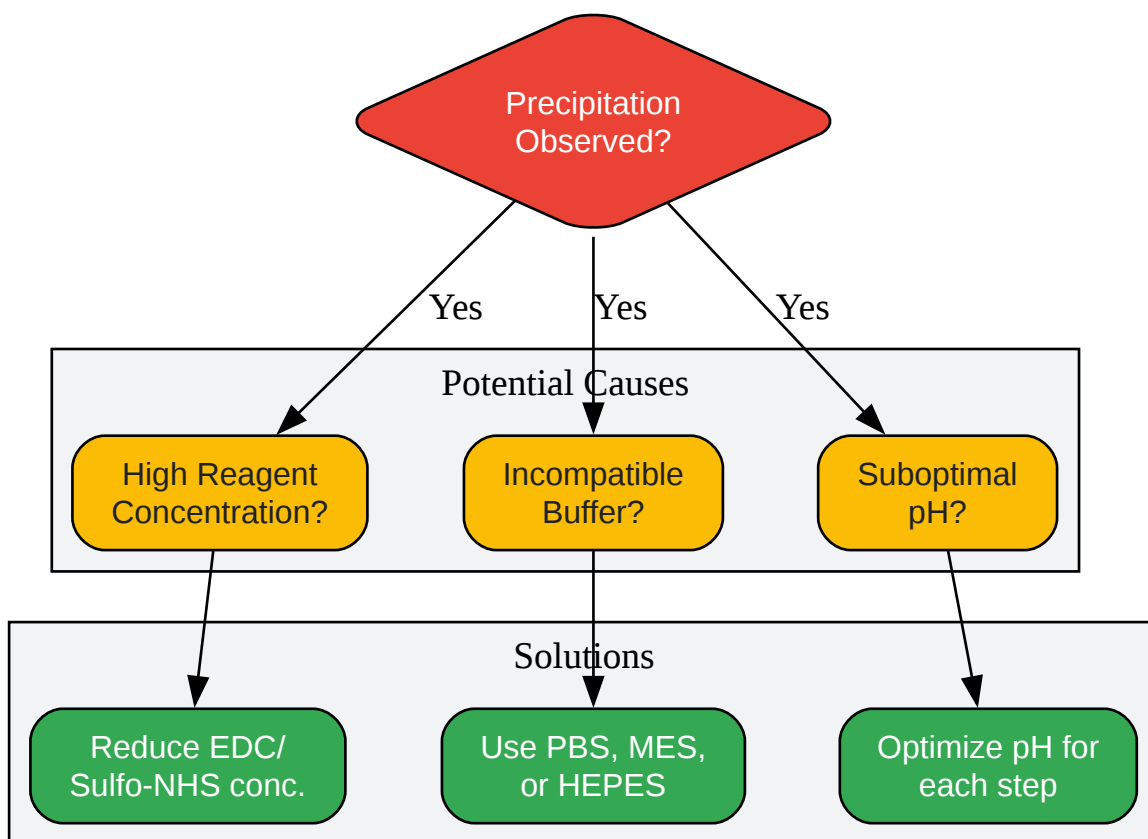 Precipitation
Observed?
Yes
Yes
Yes
Potential Causes
High Reagent
Concentration?
Incompatible
Buffer?
Suboptimal
pH?
Solutions
Reduce EDC/
Sulfo-NHS conc.
Use PBS, MES,
or HEPES
Optimize pH for
each step